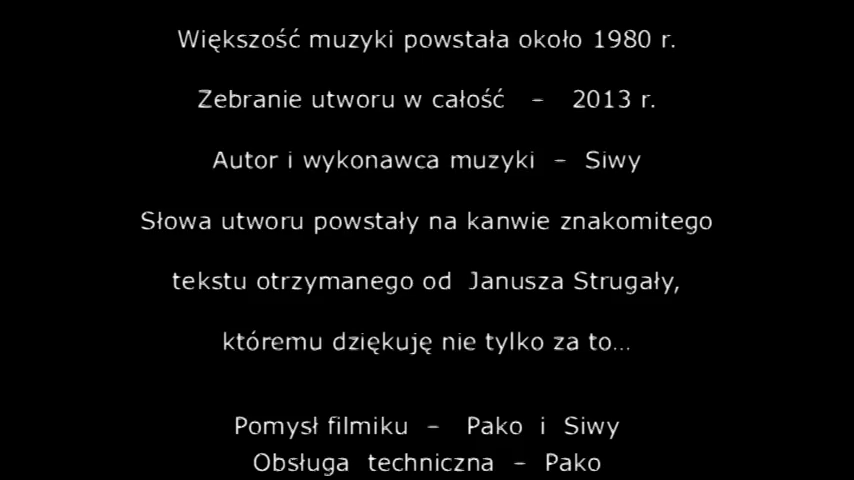 Większość muzyki powstała około 1980 r.
Zebranie utworu w całość - 2013 r.
Autor i wykonawca muzyki - Siwy
Słowa utworu powstały na kanwie znakomitego
tekstu otrzymanego od Janusza Strugały,
któremu dziękuję nie tylko za to...
Pomysł filmiku - Pako i Siwy
Obsługa techniczna - Pako